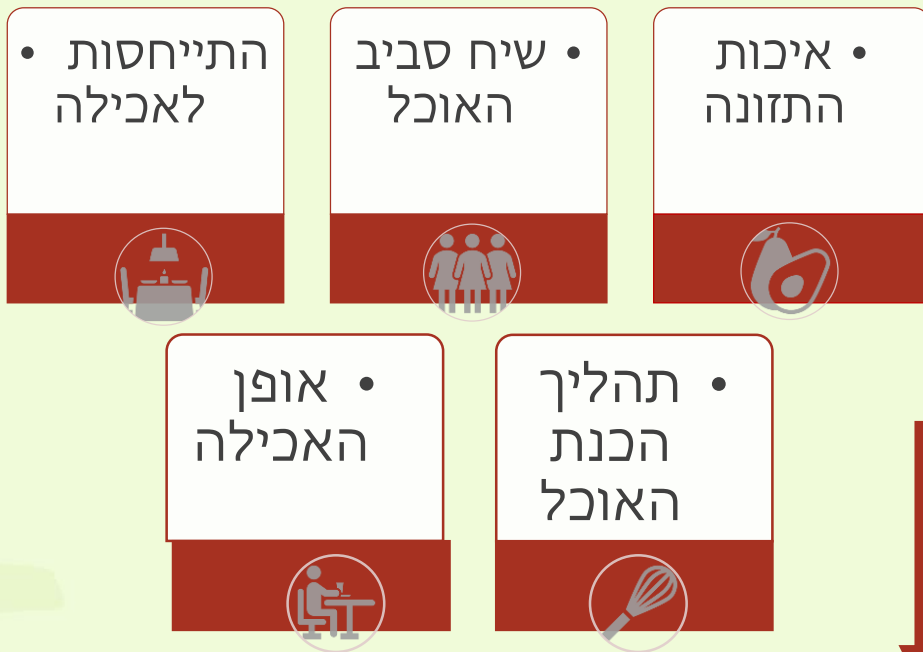 • איכות
התזונה
• שיח סביב
האוכל
• התייחסות
לאכילה
• תהליך
הכנת
האוכל
• אופן
האכילה